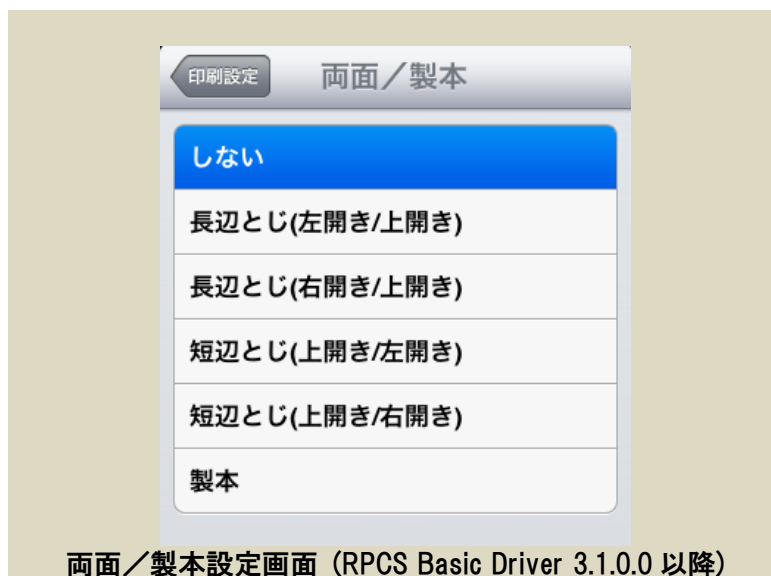 印刷設定
両面／製本
しない
長辺とじ(左開き/上開き)
長辺とじ(右開き/上開き)
短辺とじ(上開き/左開き)
短辺とじ(上開き/右開き)
製本
両面／製本設定画面 (RPCS Basic Driver 3.1.0.0 以降)